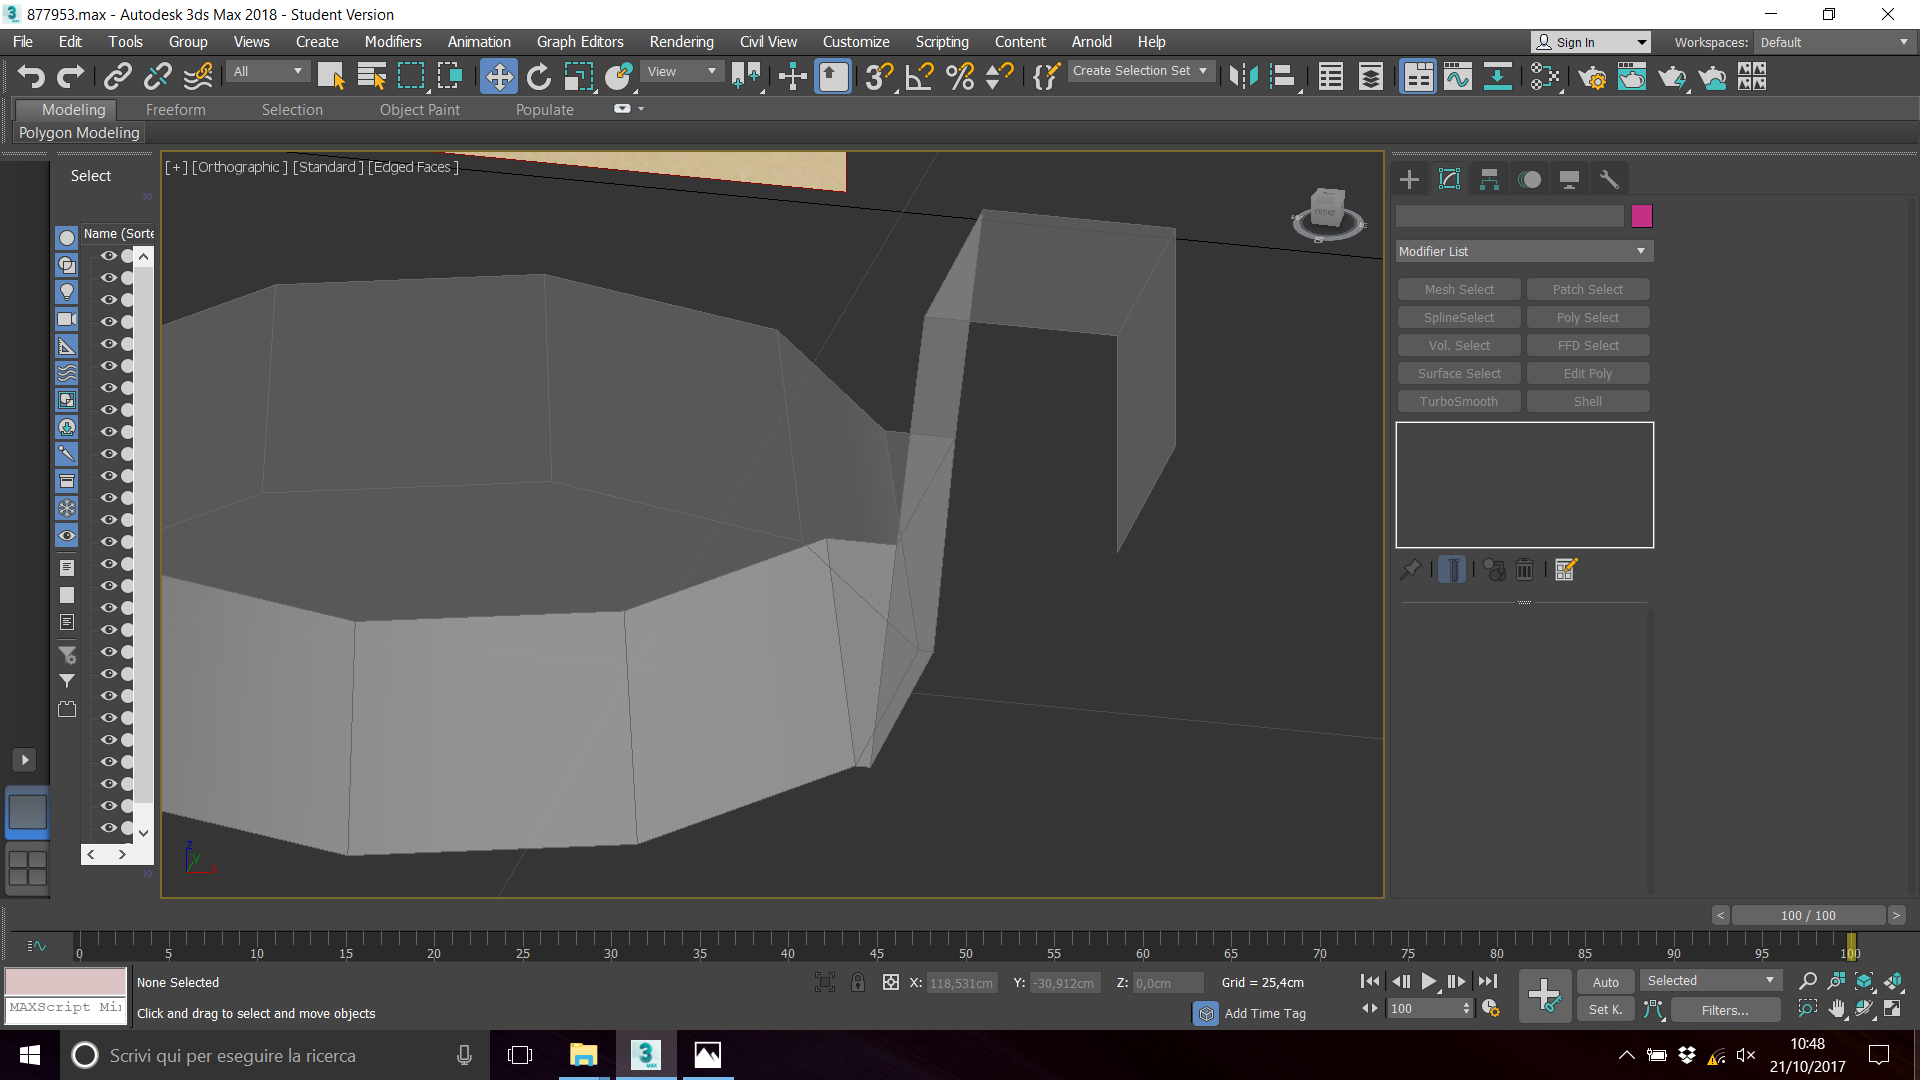 877953.max - Autodesk 3ds Max 2018 - Student Version
File Edit Tools Group Views Create Modifiers Animation Graph Editors Rendering Civil View Customize Scripting Content Arnold Help
Sign In
Workspaces: Default
All
View
Create Selection Set
Modeling Freeform Selection Object Paint Populate
Polygon Modeling
Select
Name (Sorte
[+] [Orthographic] [Standard] [Edged Faces]
FRONT
S
Modifier List
Mesh Select Patch Select
SplineSelect Poly Select
Vol. Select FFD Select
Surface Select Edit Poly
TurboSmooth Shell
z
y
x
< 100 / 100 >
0 5 10 15 20 25 30 35 40 45 50 55 60 65 70 75 80 85 90 95 100
None Selected
X: 118,531cm Y: -30,912cm Z: 0,0cm Grid = 25,4cm
Auto Selected
MAXScript Mi
Click and drag to select and move objects
Add Time Tag
100
Set K. Filters...
Scrivi qui per eseguire la ricerca
3
MAX
10:48
21/10/2017